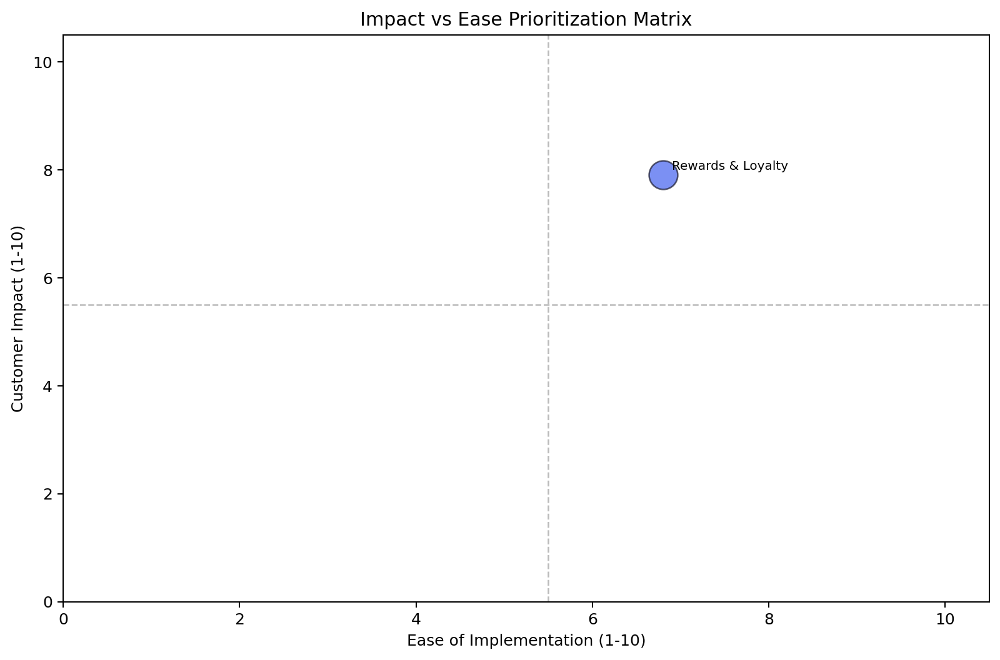 Impact vs Ease Prioritization Matrix
10
8
6
4
2
0
Customer Impact (1-10)
Rewards & Loyalty
0 2 4 6 8 10
Ease of Implementation (1-10)